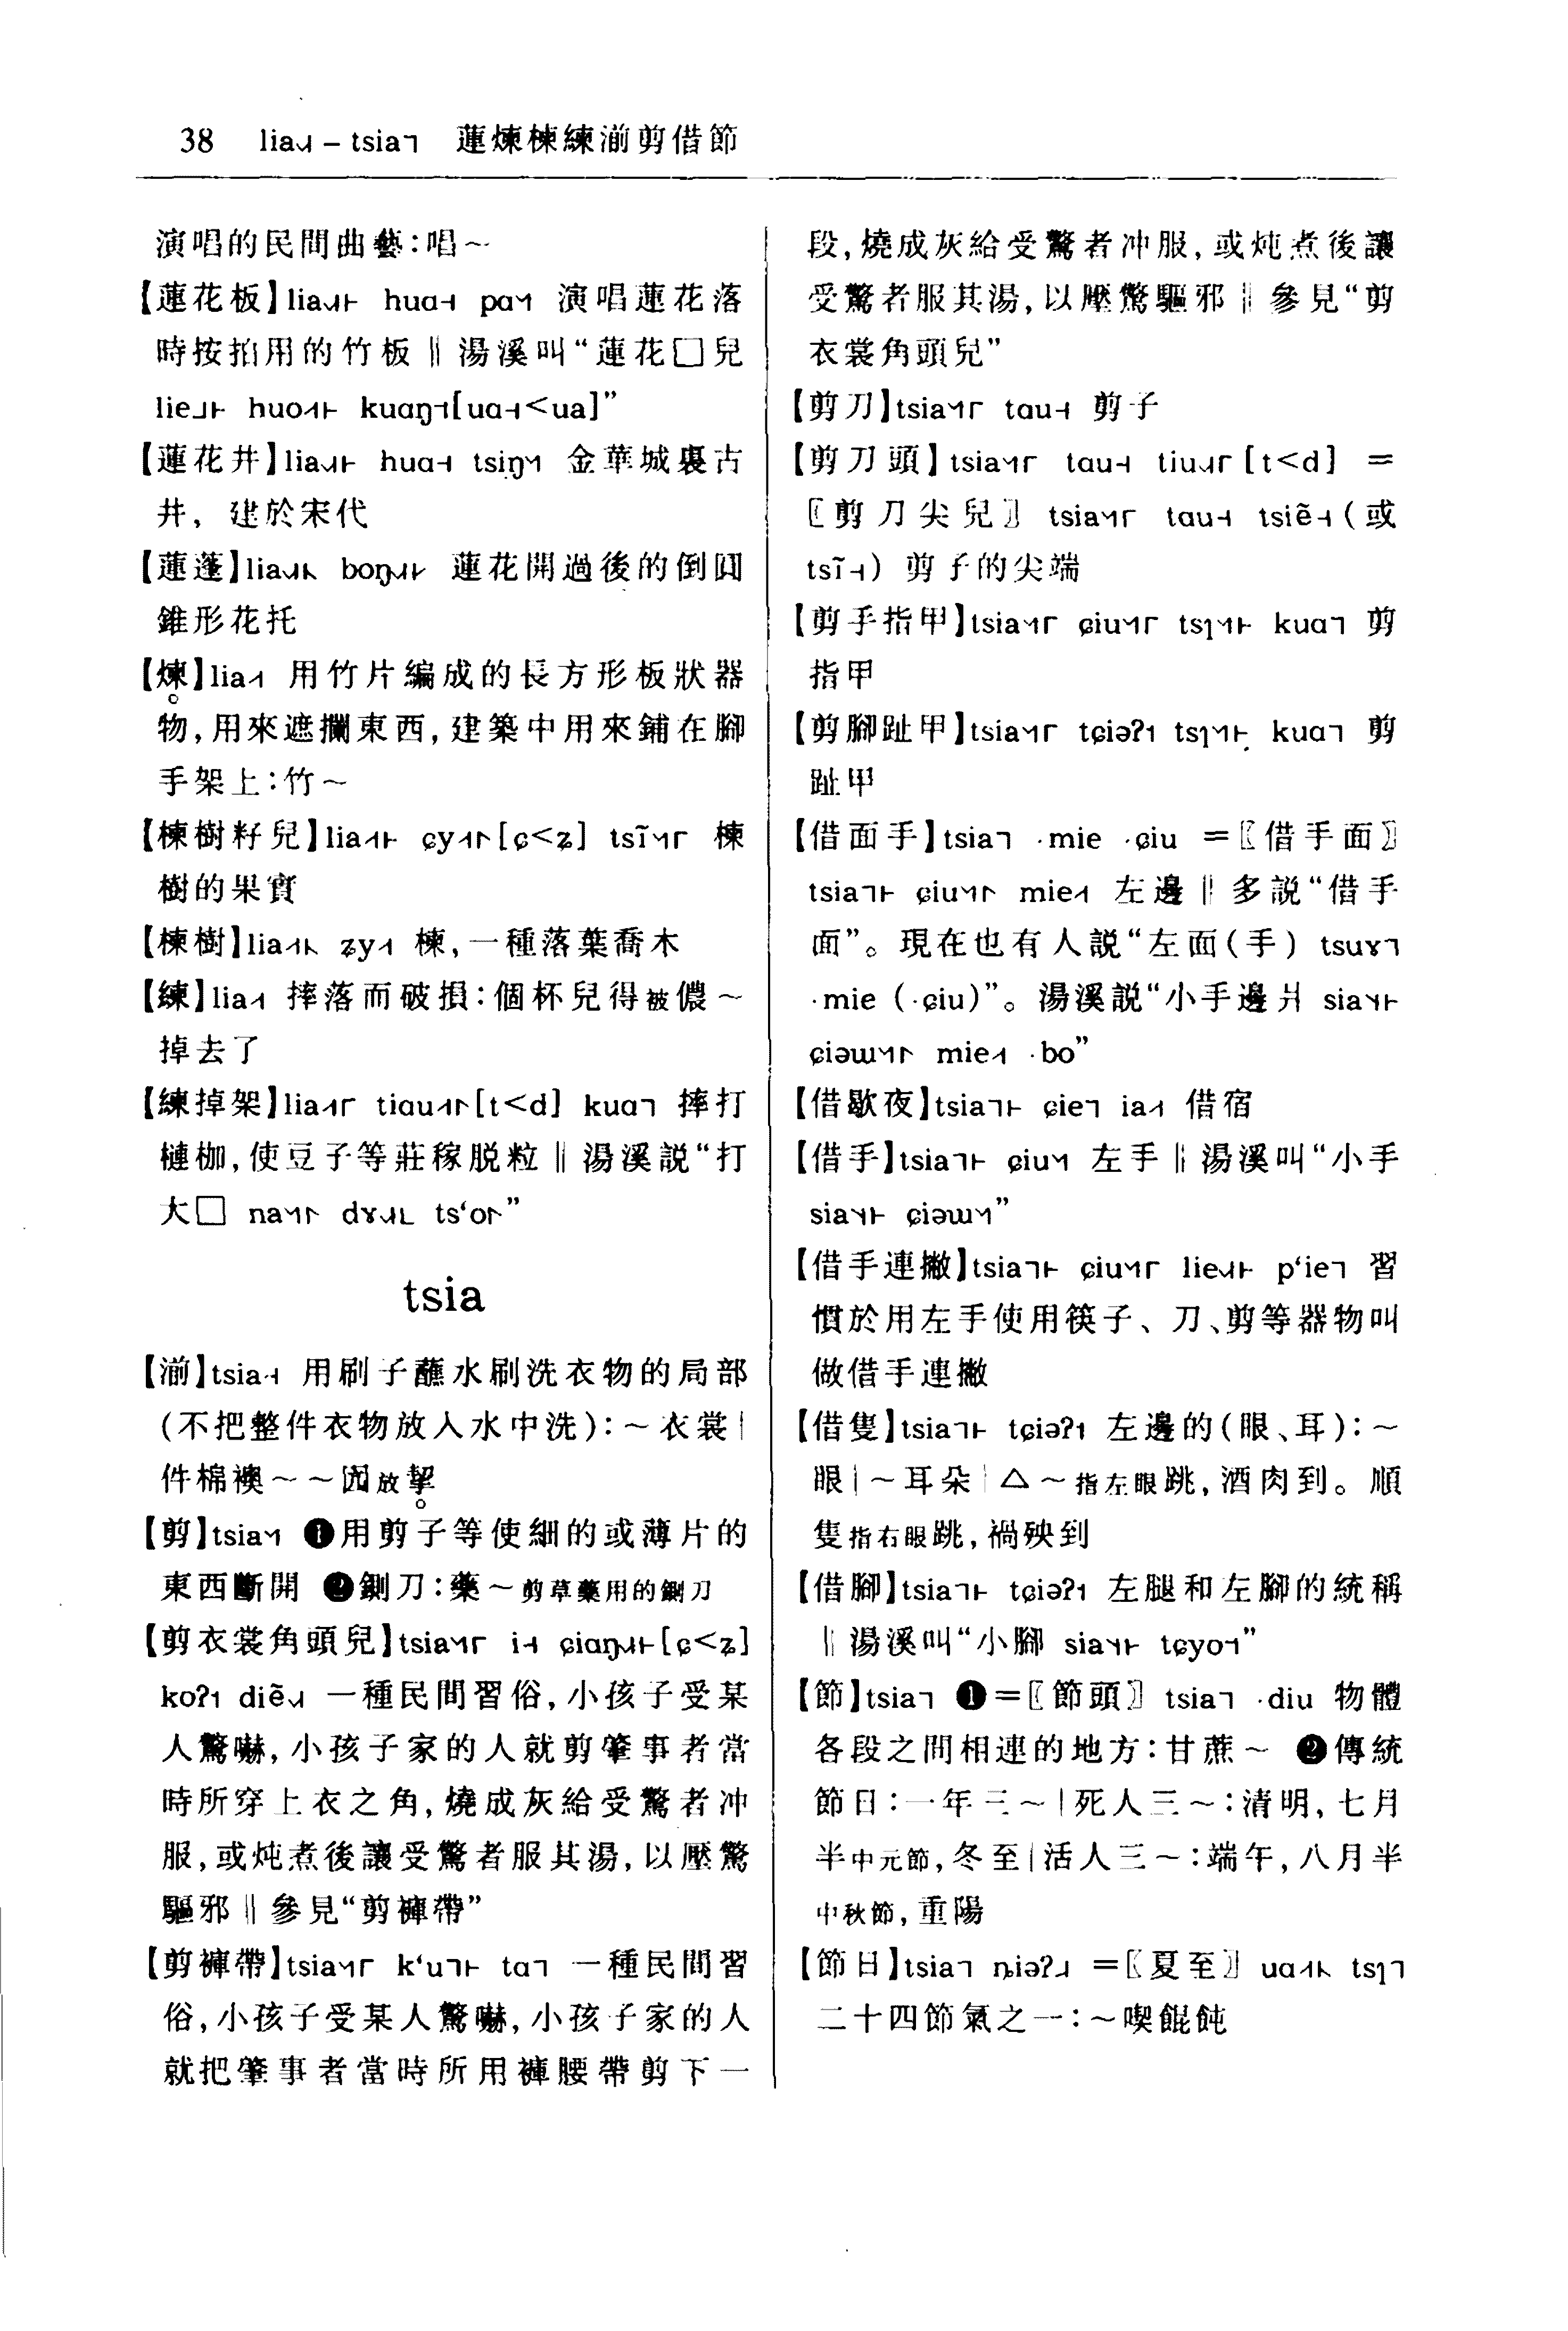 38 lia˩˧ – tsia˥ 蓮煉楝練湔剪借節
演唱的民間曲藝：唱～
【蓮花板】lia huɑ pɑ 演唱蓮花落
時按拍用的竹板‖湯溪叫“蓮花□兒
lie huo kuɑŋ[uɑ<ua]”
【蓮花井】lia huɑ tsiŋ 金華城裏古
井，建於宋代
【蓮蓬】lia boŋ 蓮花開過後的倒圓
錐形花托
【煉】lia 用竹片編成的長方形板狀器
物，用來遮攔東西，建築中用來鋪在腳
手架上：竹～
【楝樹籽兒】lia ɕy[ɕ<ʑ] tsĩ 楝
樹的果實
【楝樹】lia ʑy 楝，一種落葉喬木
【練】lia 摔落而破損：個杯兒得被儂～
掉去了
【練掉架】lia tiɑu[t<d] kuɑ˥ 摔打
槤枷，使豆子等莊稼脱粒‖湯溪説“打
大□ na dɤ tsʻo”
tsia
【湔】tsia 用刷子蘸水刷洗衣物的局部
（不把整件衣物放入水中洗）：～衣裳｜
件棉襖～～囥放
【剪】tsia ❶用剪子等使細的或薄片的
東西斷開 ❷鍘刀：藥～剪草藥用的鍘刀
【剪衣裳角頭兒】tsia i ɕiɑŋ[ɕ<ʑ]
koʔ diẽ 一種民間習俗，小孩子受某
人驚嚇，小孩子家的人就剪肇事者當
時所穿上衣之角，燒成灰給受驚者冲
服，或炖煮後讓受驚者服其湯，以壓驚
驅邪‖參見“剪褲帶”
【剪褲帶】tsia kʻu tɑ˥ 一種民間習
俗，小孩子受某人驚嚇，小孩子家的人
就把肇事者當時所用褲腰帶剪下一
段，燒成灰給受驚者冲服，或炖煮後讓
受驚者服其湯，以壓驚驅邪‖參見“剪
衣裳角頭兒”
【剪刀】tsia tɑu 剪子
【剪刀頭】tsia tɑu tiu[t<d] ＝
〖剪刀尖兒〗 tsia tɑu tsiẽ（或
tsĩ）剪子的尖端
【剪手指甲】tsia ɕiu tsɿ kuɑ˥ 剪
指甲
【剪腳趾甲】tsia tɕiəʔ tsɿ kuɑ˥ 剪
趾甲
【借面手】tsia˥ ·mie ·ɕiu ＝〖借手面〗
tsia ɕiu mie 左邊‖多説“借手
面”。現在也有人説“左面（手） tsuɤ˥
·mie (·ɕiu)”。湯溪説“小手邊爿 sia
ɕiəɯ mie ·bo”
【借歇夜】tsia ɕie˥ ia 借宿
【借手】tsia ɕiu 左手‖湯溪叫“小手
sia ɕiəɯ”
【借手連撇】tsia ɕiu lie pʻie˥ 習
慣於用左手使用筷子、刀、剪等器物叫
做借手連撇
【借隻】tsia tɕiəʔ 左邊的（眼、耳）：～
眼｜～耳朵｜△～指左眼跳，酒肉到。順
隻指右眼跳，禍殃到
【借腳】tsia tɕiəʔ 左腿和左腳的統稱
‖湯溪叫“小腳 sia tɕyo”
【節】tsia˥ ❶＝〖節頭〗 tsia˥ ·diu 物體
各段之間相連的地方：甘蔗～ ❷傳統
節日：一年三～｜死人三～：清明，七月
半中元節，冬至｜活人三～：端午，八月半
中秋節，重陽
【節日】tsia˥ ȵiəʔ ＝〖夏至〗 uɑ tsɿ˥
二十四節氣之一：～喫餛飩